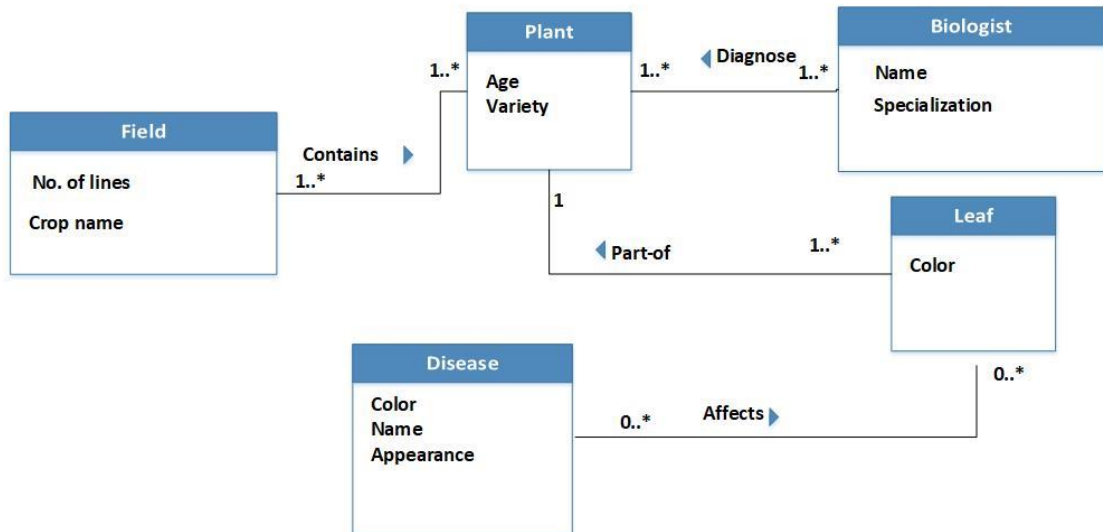 Plant
Age
Variety
1..*
1..*
Diagnose
1..*
Biologist
Name
Specialization
Field
No. of lines
Crop name
Contains
1..*
1
Part-of
1..*
Leaf
Color
0..*
Disease
Color
Name
Appearance
0..*
Affects